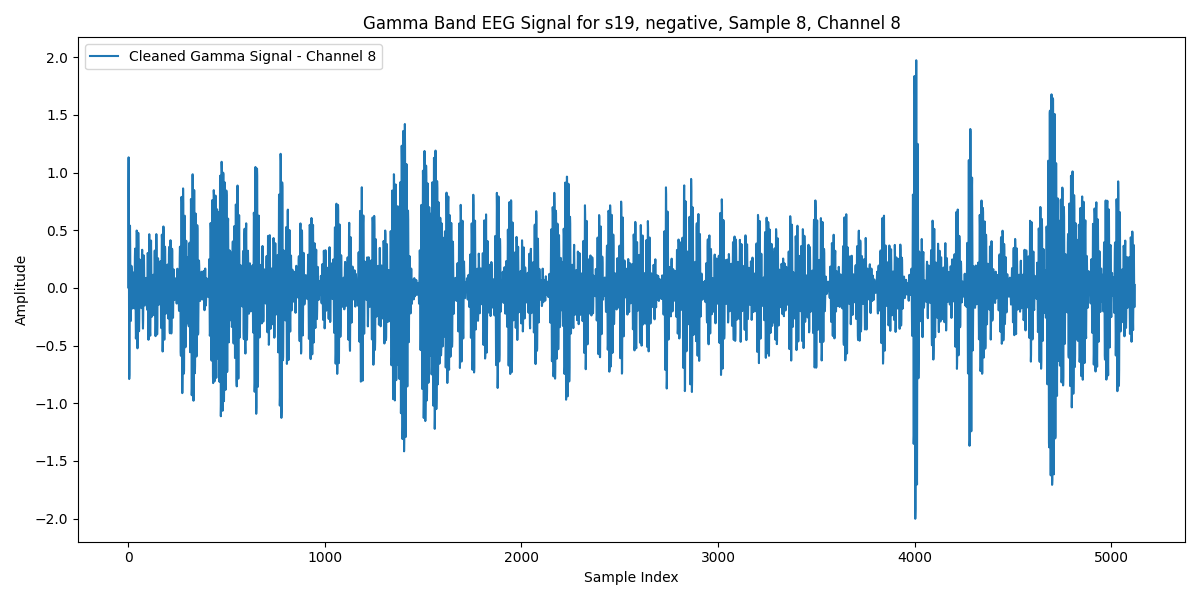 Gamma Band EEG Signal for s19, negative, Sample 8, Channel 8
Cleaned Gamma Signal - Channel 8
2.0
1.5
1.0
0.5
0.0
−0.5
−1.0
−1.5
−2.0
Amplitude
0 1000 2000 3000 4000 5000
Sample Index